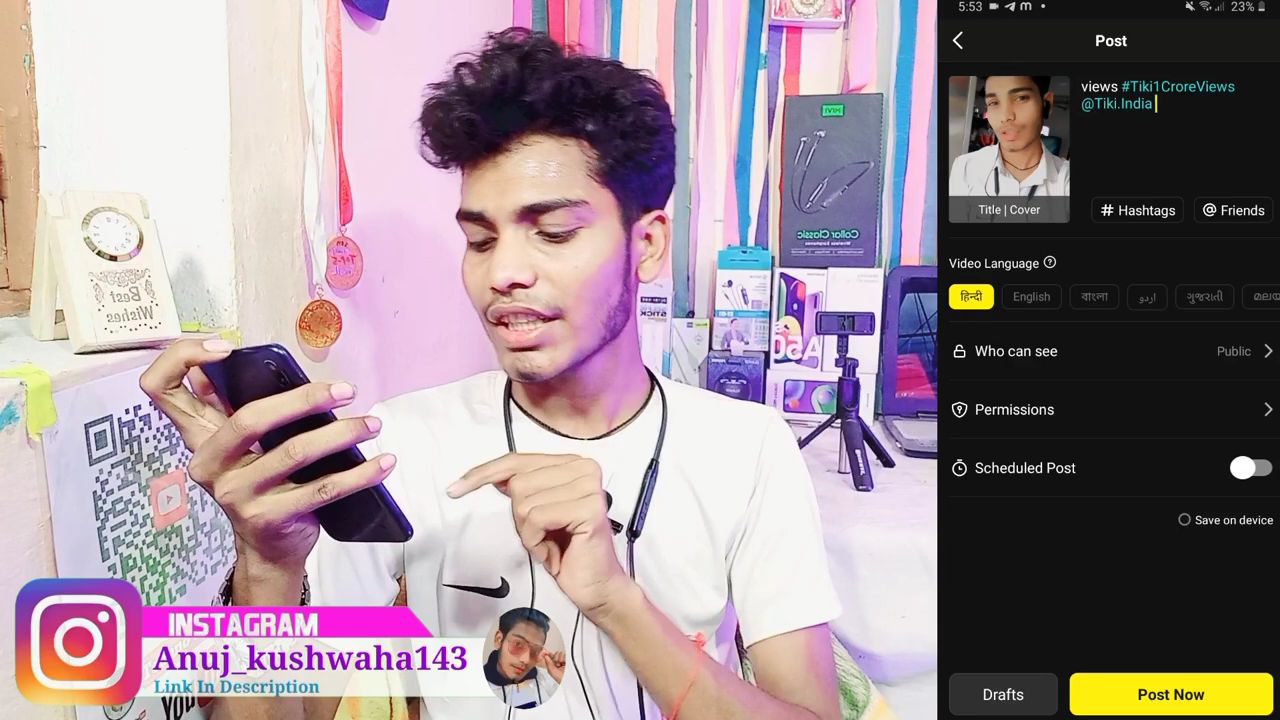 5:53
23%
Post
views #Tiki1CroreViews
@Tiki.India
Title | Cover
# Hashtags
@ Friends
Video Language
हिन्दी
English
বাংলা
اردو
ગુજરાતી
Who can see
Public
Permissions
Scheduled Post
Save on device
Drafts
Post Now
HIVI
Collar Classic
Best
Wishes
STICK
INSTAGRAM
Anuj_kushwaha143
Link In Description